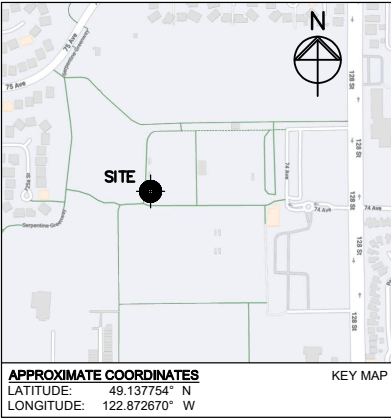 N
75 Ave
Serpentine Greenway
75 Ave
128 St
128 St
SITE
74 Ave
74 Ave
74 Ave
Serpentine Greenway
128 St
128 St
APPROXIMATE COORDINATES
KEY MAP
LATITUDE: 49.137754° N
LONGITUDE: 122.872670° W